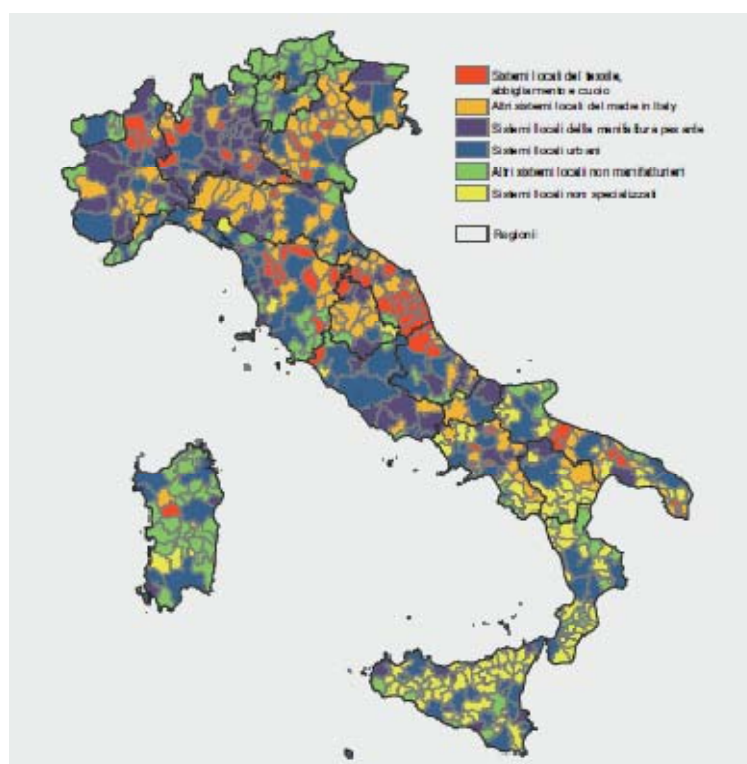 Sistemi locali del tessile,
abbigliamento e cuoio
Altri sistemi locali del made in Italy
Sistemi locali della manifattura pesante
Sistemi locali urbani
Altri sistemi locali non manifatturieri
Sistemi locali non specializzati
Regioni